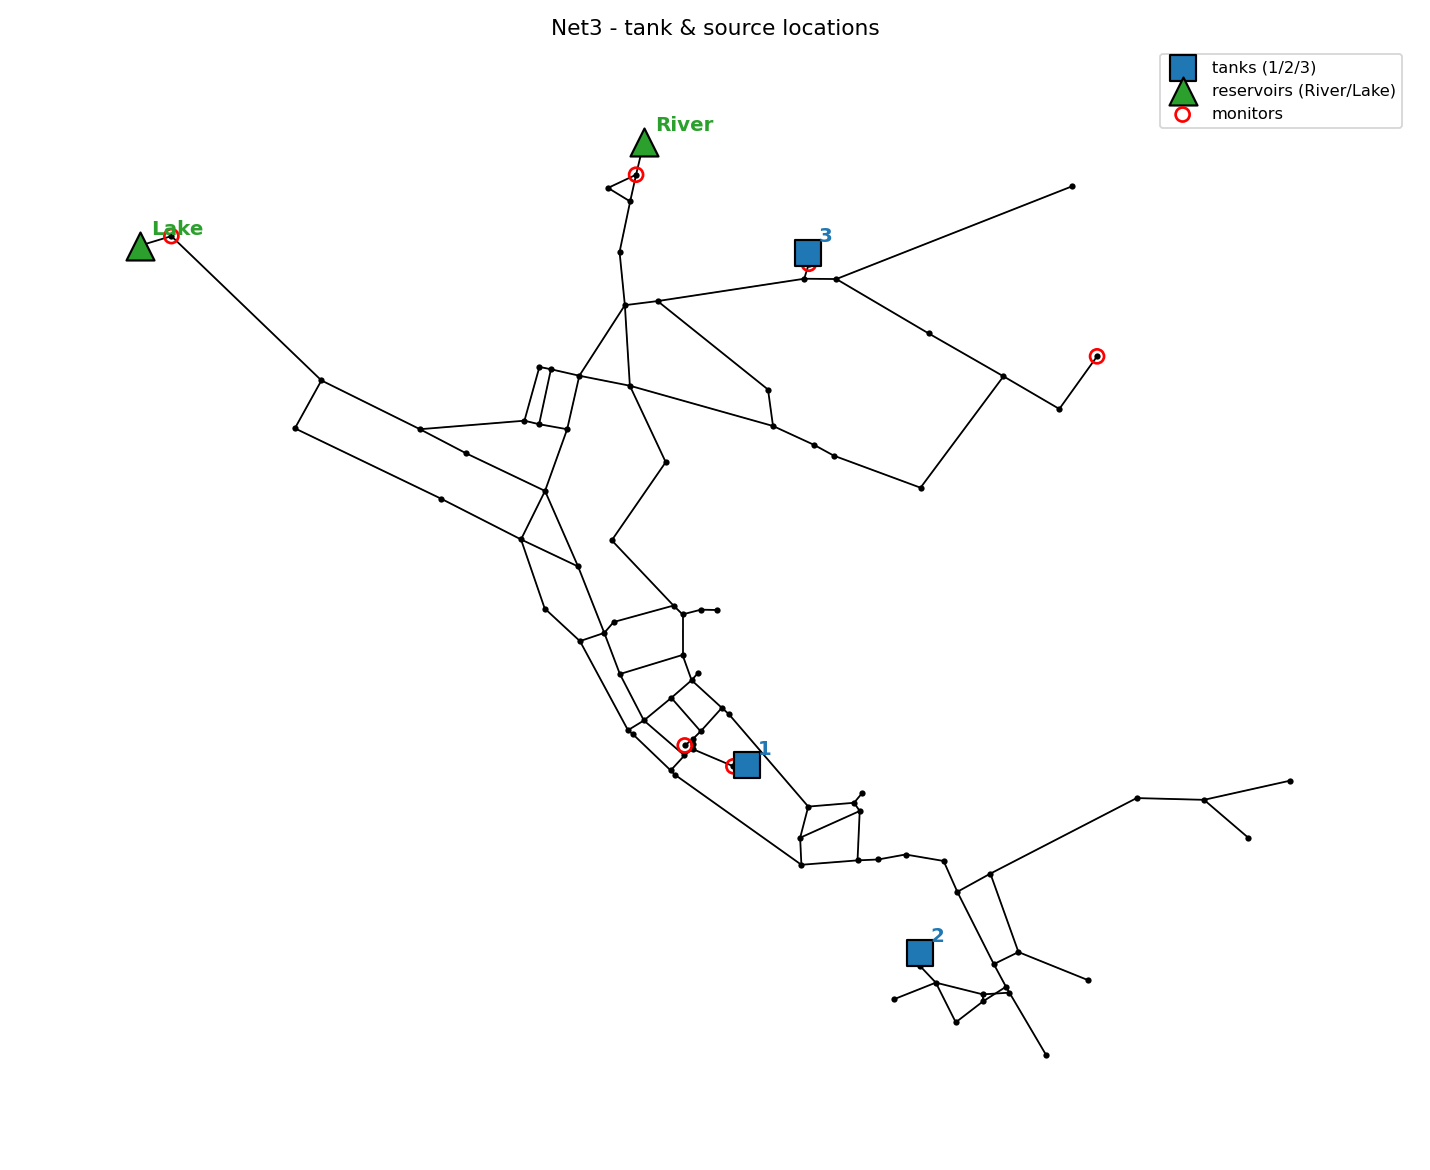 Net3 - tank & source locations
tanks (1/2/3)
reservoirs (River/Lake)
monitors
River
Lake
3
1
2